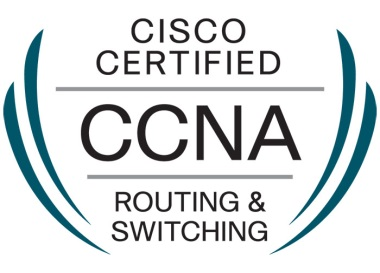 CISCO
CERTIFIED
CCNA
ROUTING &
SWITCHING